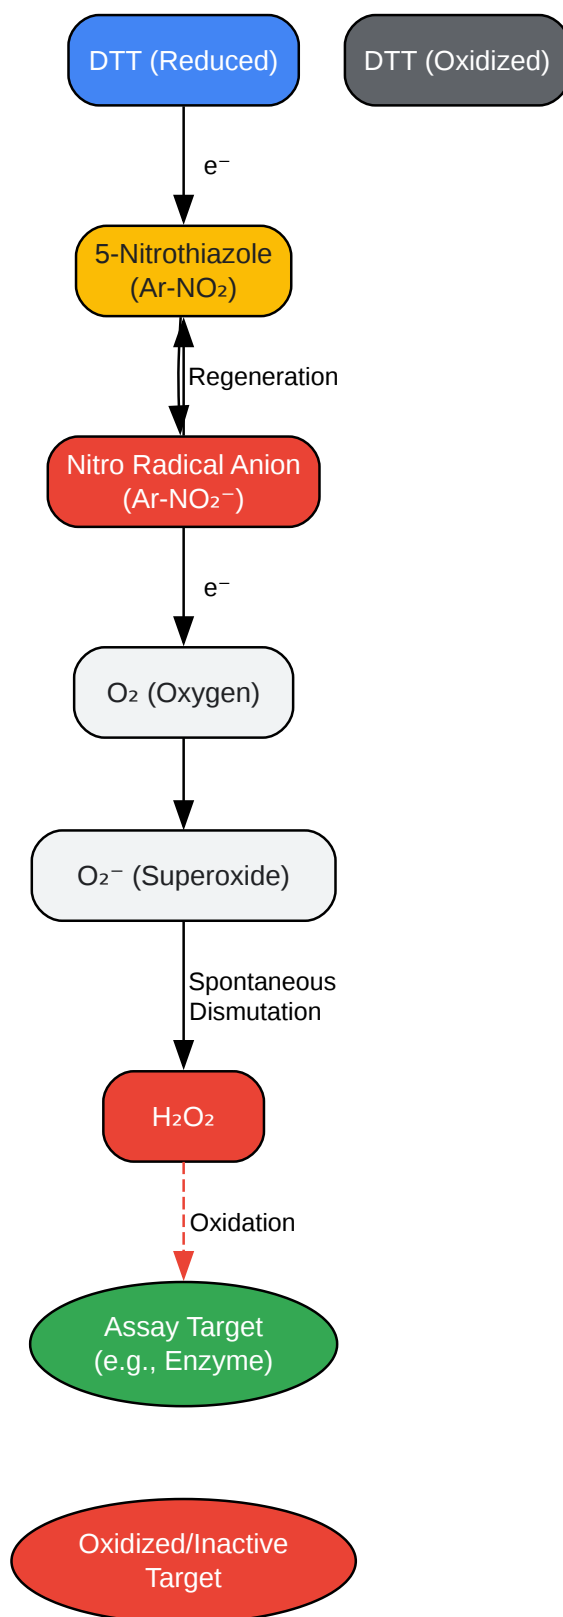 DTT (Reduced)
DTT (Oxidized)
e⁻
5-Nitrothiazole
(Ar-NO₂)
Regeneration
Nitro Radical Anion
(Ar-NO₂⁻)
e⁻
O₂ (Oxygen)
O₂⁻ (Superoxide)
Spontaneous
Dismutation
H₂O₂
Oxidation
Assay Target
(e.g., Enzyme)
Oxidized/Inactive
Target